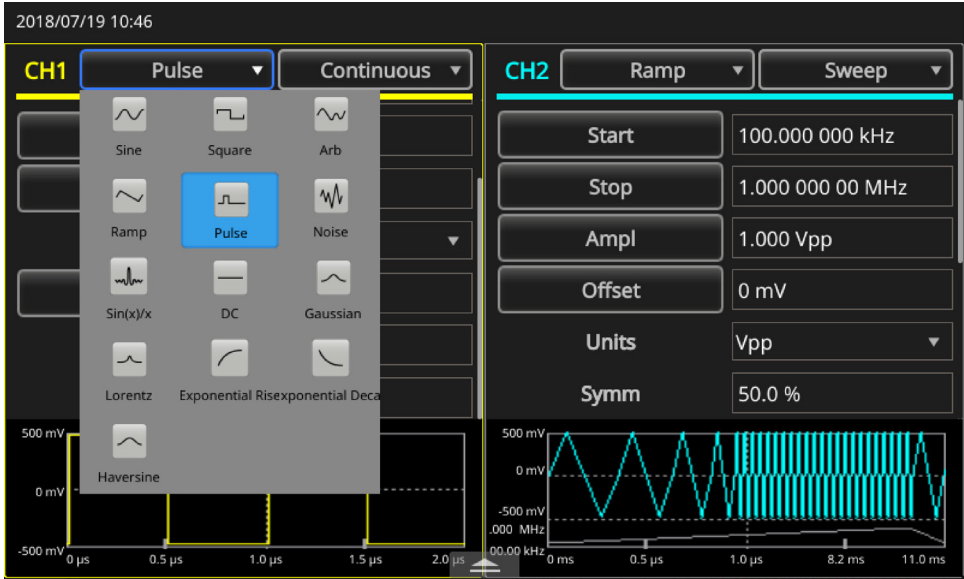 2018/07/19 10:46
CH1 Pulse Continuous
Sine Square Arb
Ramp Pulse Noise
Sin(x)/x DC Gaussian
Lorentz Exponential Rise xponential Deca
Haversine
500 mV
0 mV
-500 mV
0 µs 0.5 µs 1.0 µs 1.5 µs 2.0 µs
CH2 Ramp Sweep
Start 100.000 000 kHz
Stop 1.000 000 00 MHz
Ampl 1.000 Vpp
Offset 0 mV
Units Vpp
Symm 50.0 %
500 mV
0 mV
-500 mV
.000 MHz
00.00 kHz
0 ms 0.5 µs 1.0 µs 8.2 ms 11.0 ms